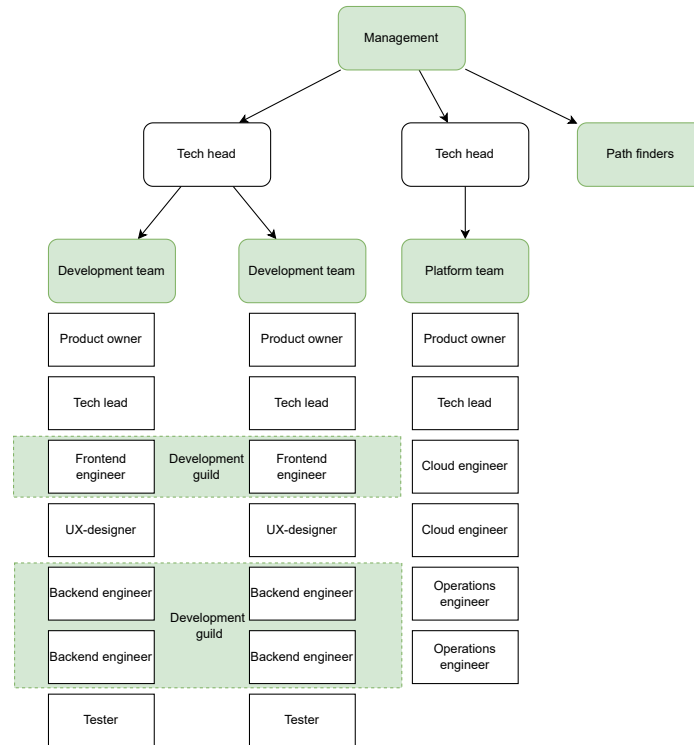 Management
Tech head
Tech head
Path finders
Development team
Development team
Platform team
Product owner
Product owner
Product owner
Tech lead
Tech lead
Tech lead
Frontend
engineer
Development
guild
Frontend
engineer
Cloud engineer
UX-designer
UX-designer
Cloud engineer
Backend engineer
Backend engineer
Operations
engineer
Development
guild
Backend engineer
Backend engineer
Operations
engineer
Tester
Tester